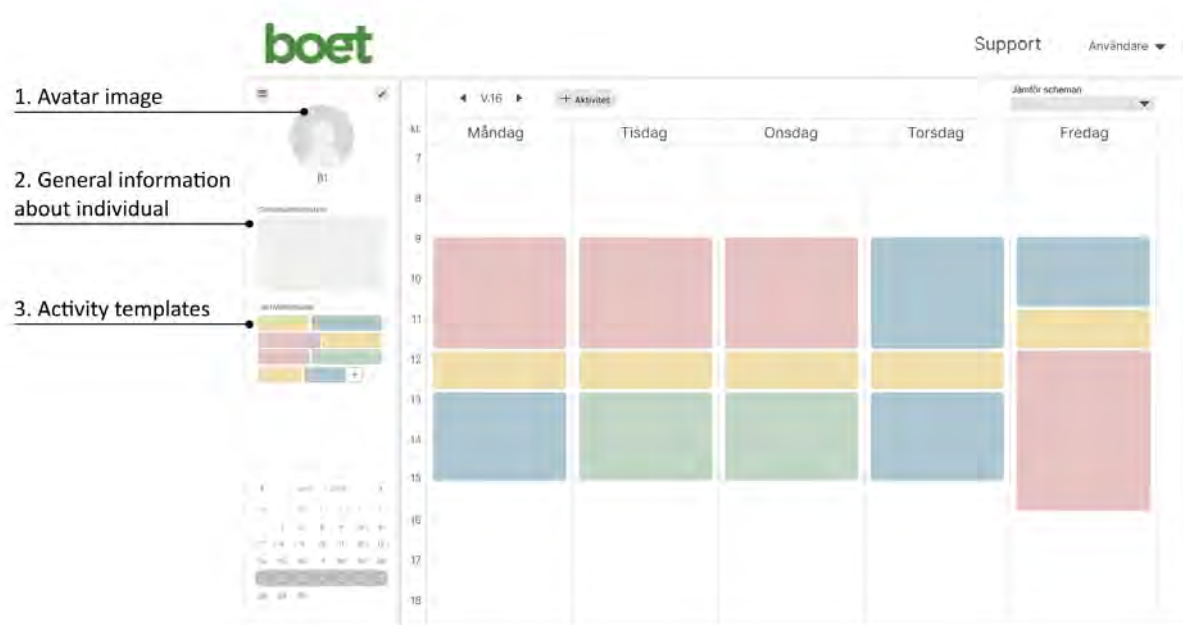 boet
Support
Användare
1. Avatar image
V.16
+ Aktivitet
Jämför scheman
kl.
Måndag
Tisdag
Onsdag
Torsdag
Fredag
7
B1
2. General information
about individual
8
9
10
3. Activity templates
11
12
+
13
14
15
16
17
18